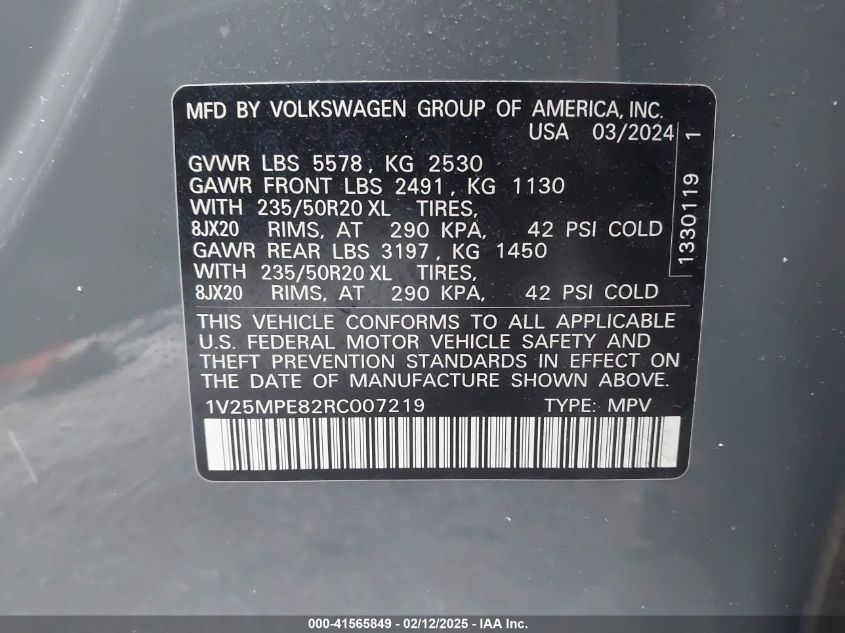 MFD BY VOLKSWAGEN GROUP OF AMERICA, INC.
USA 03/2024
GVWR LBS 5578, KG 2530
GAWR FRONT LBS 2491, KG 1130
WITH 235/50R20 XL TIRES,
8JX20 RIMS, AT 290 KPA, 42 PSI COLD
GAWR REAR LBS 3197, KG 1450
WITH 235/50R20 XL TIRES,
8JX20 RIMS, AT 290 KPA, 42 PSI COLD
1330119 1
THIS VEHICLE CONFORMS TO ALL APPLICABLE
U.S. FEDERAL MOTOR VEHICLE SAFETY AND
THEFT PREVENTION STANDARDS IN EFFECT ON
THE DATE OF MANUFACTURE SHOWN ABOVE.
1V25MPE82RC007219 TYPE: MPV
000-41565849 - 02/12/2025 - IAA Inc.